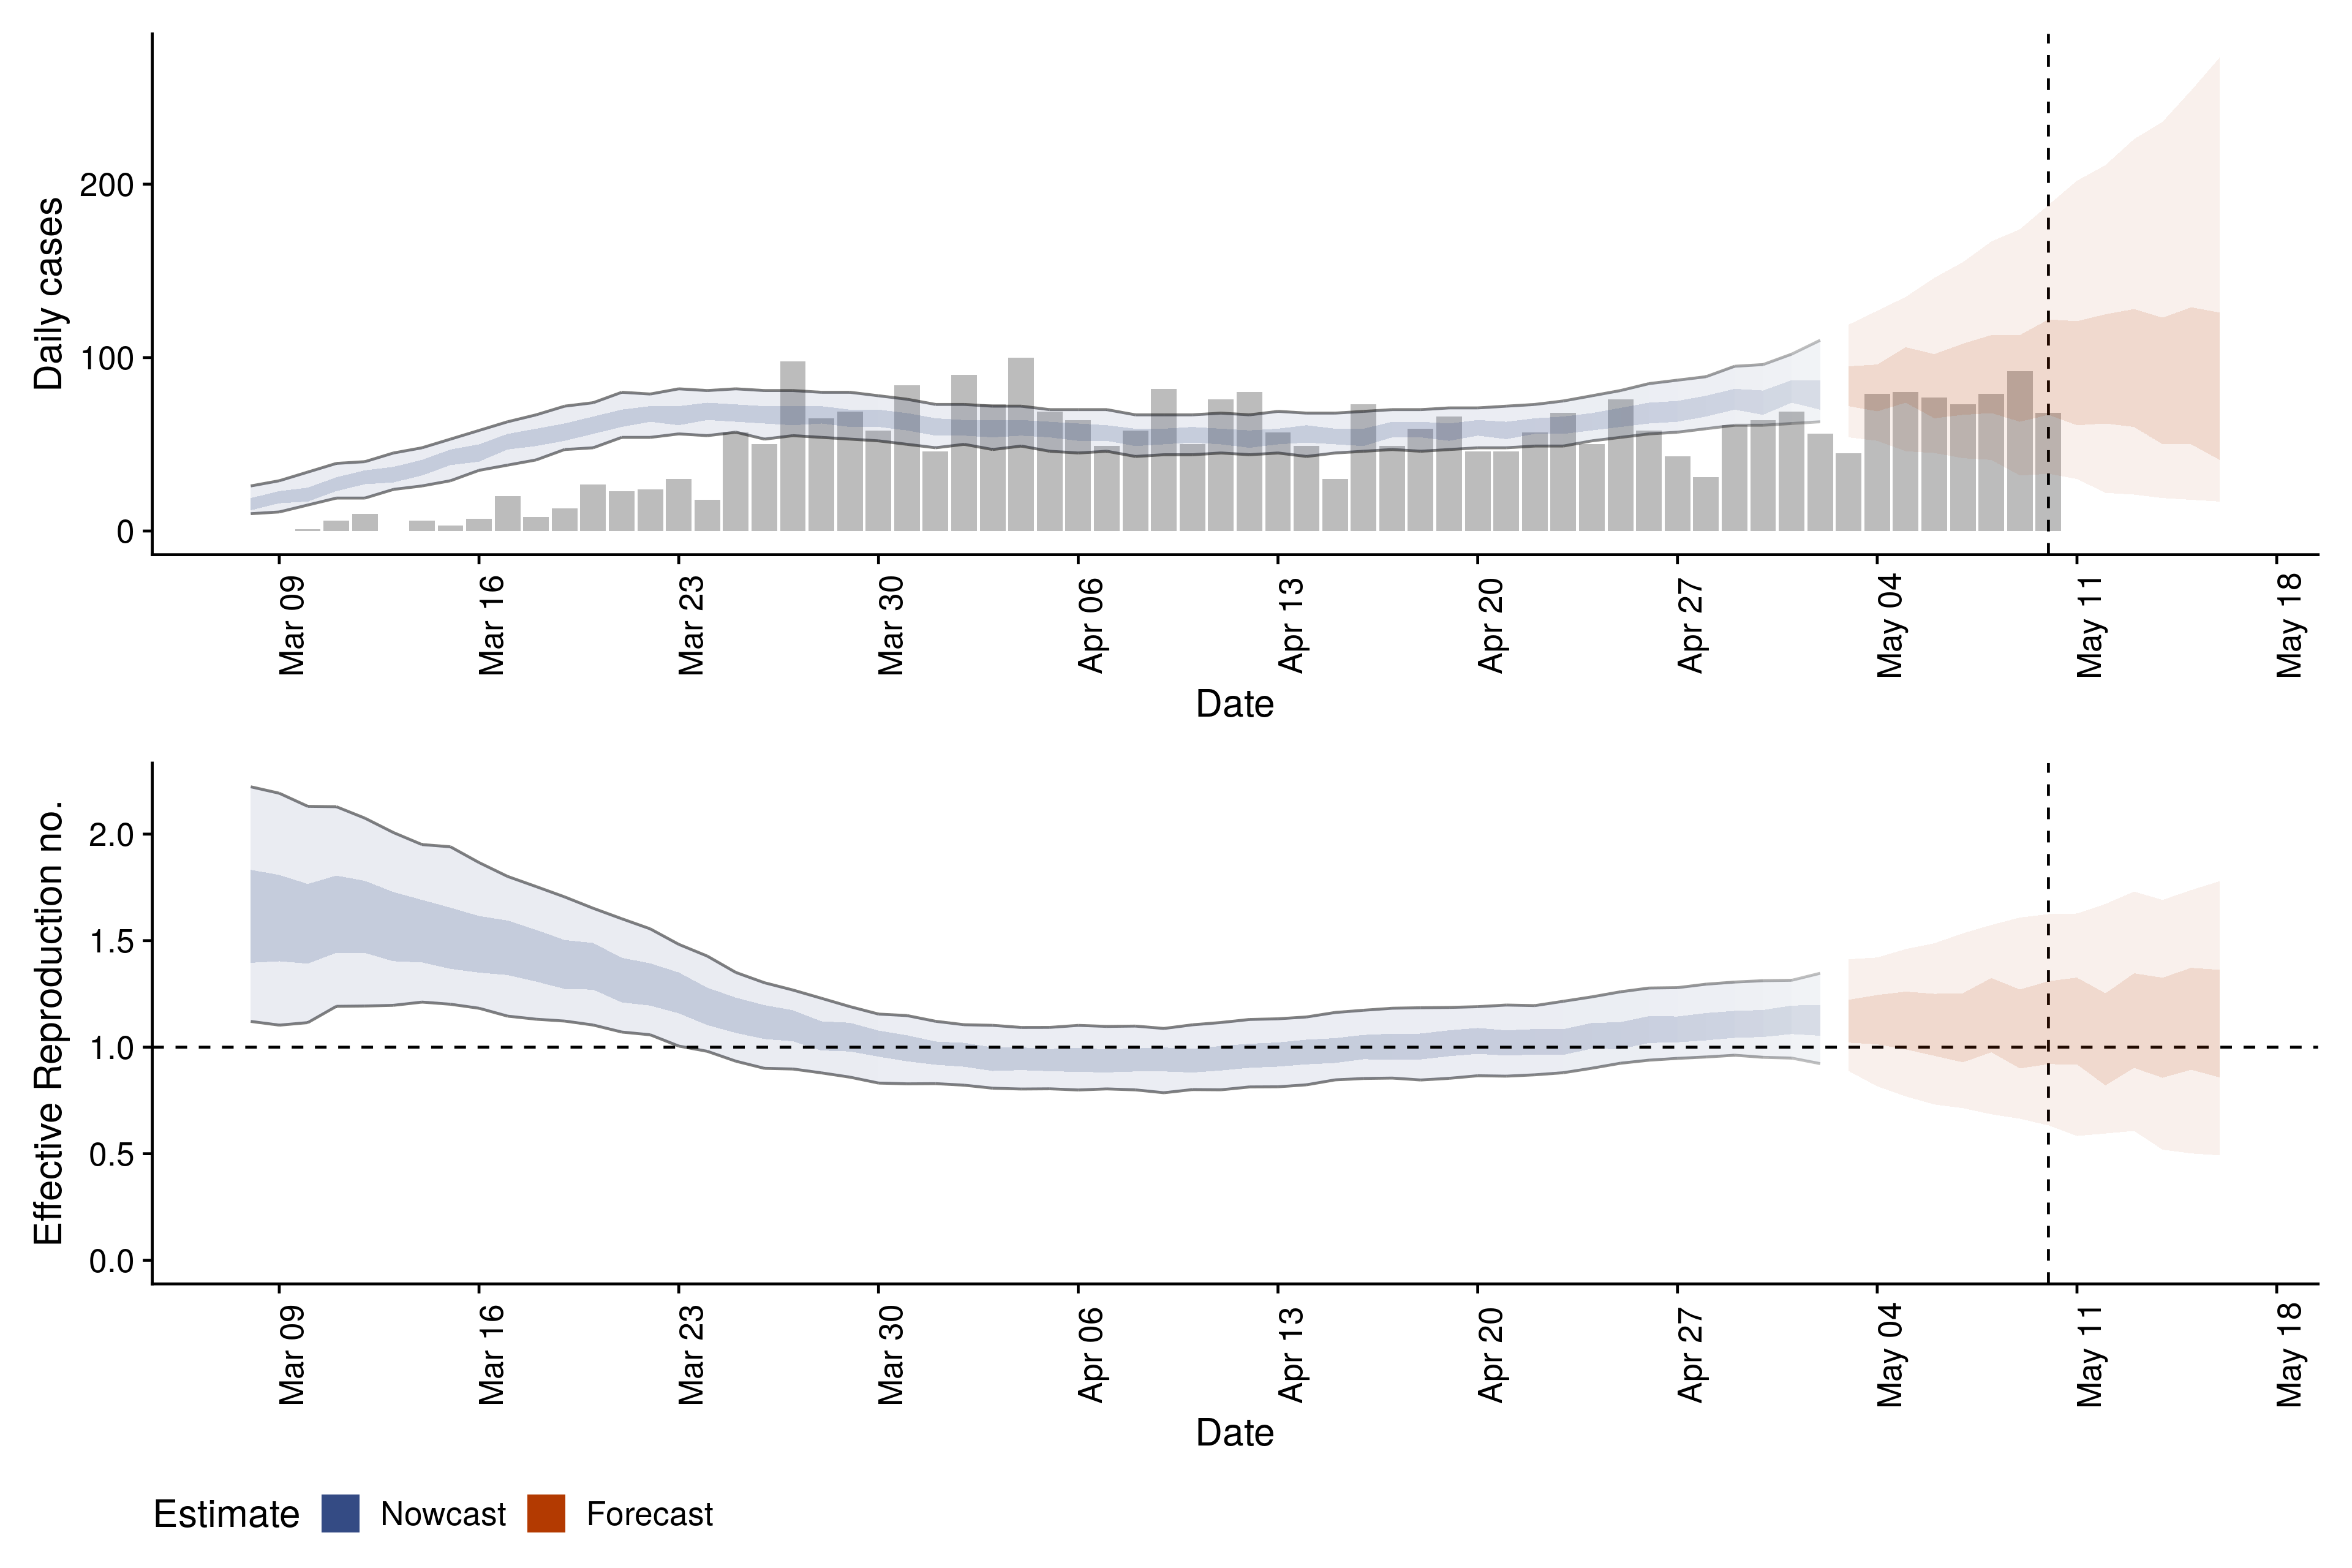 Daily cases
200
100
0
Mar 09
Mar 16
Mar 23
Mar 30
Apr 06
Apr 13
Apr 20
Apr 27
May 04
May 11
May 18
Date
Effective Reproduction no.
2.0
1.5
1.0
0.5
0.0
Mar 09
Mar 16
Mar 23
Mar 30
Apr 06
Apr 13
Apr 20
Apr 27
May 04
May 11
May 18
Date
Estimate Nowcast Forecast